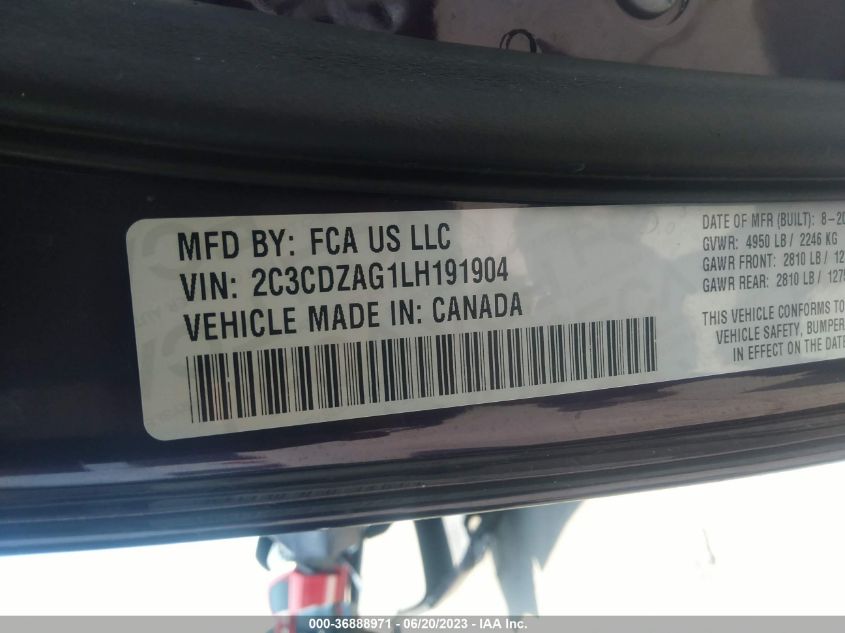 MFD BY: FCA US LLC
VIN: 2C3CDZAG1LH191904
VEHICLE MADE IN: CANADA
DATE OF MFR (BUILT): 8-20
GVWR: 4950 LB / 2246 KG
GAWR FRONT: 2810 LB / 127
GAWR REAR: 2810 LB / 1275
THIS VEHICLE CONFORMS TO
VEHICLE SAFETY, BUMPER
IN EFFECT ON THE DATE
000-36888971 - 06/20/2023 - IAA Inc.